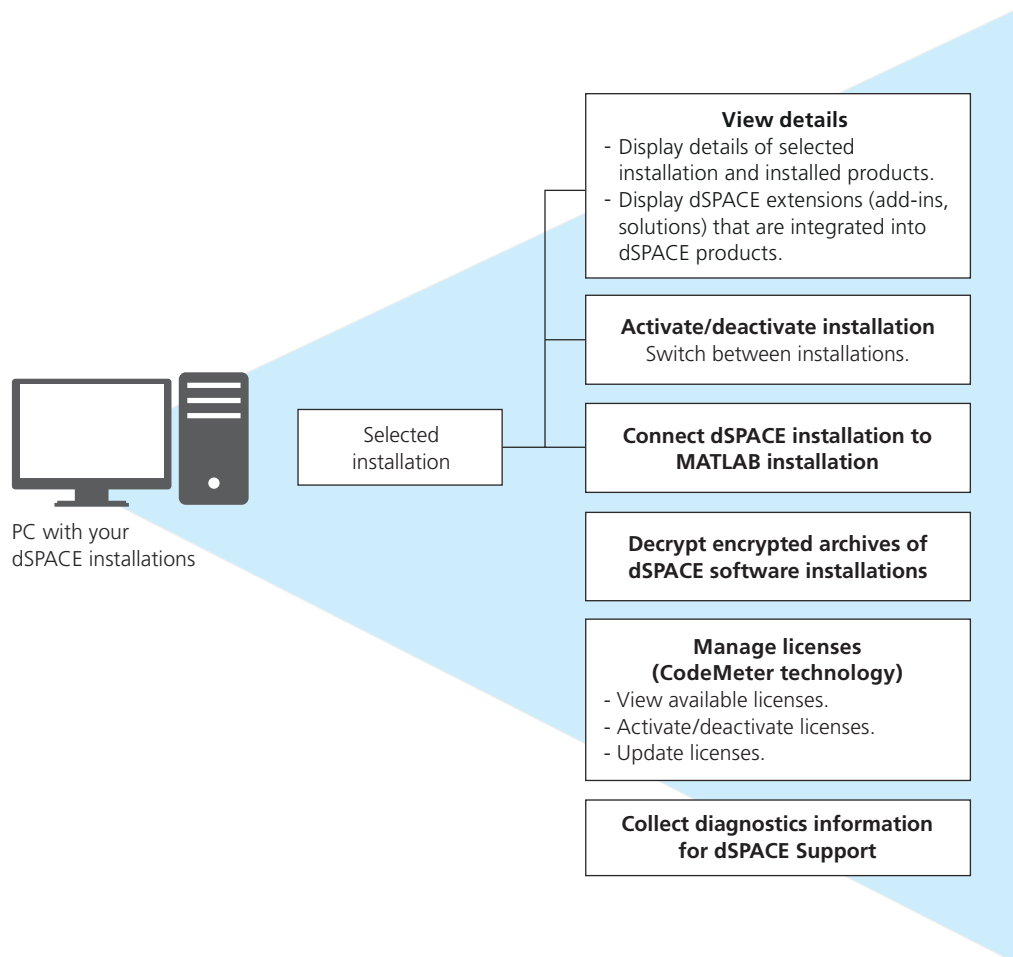 PC with your
dSPACE installations
Selected
installation
View details
- Display details of selected
installation and installed products.
- Display dSPACE extensions (add-ins,
solutions) that are integrated into
dSPACE products.
Activate/deactivate installation
Switch between installations.
Connect dSPACE installation to
MATLAB installation
Decrypt encrypted archives of
dSPACE software installations
Manage licenses
(CodeMeter technology)
- View available licenses.
- Activate/deactivate licenses.
- Update licenses.
Collect diagnostics information
for dSPACE Support